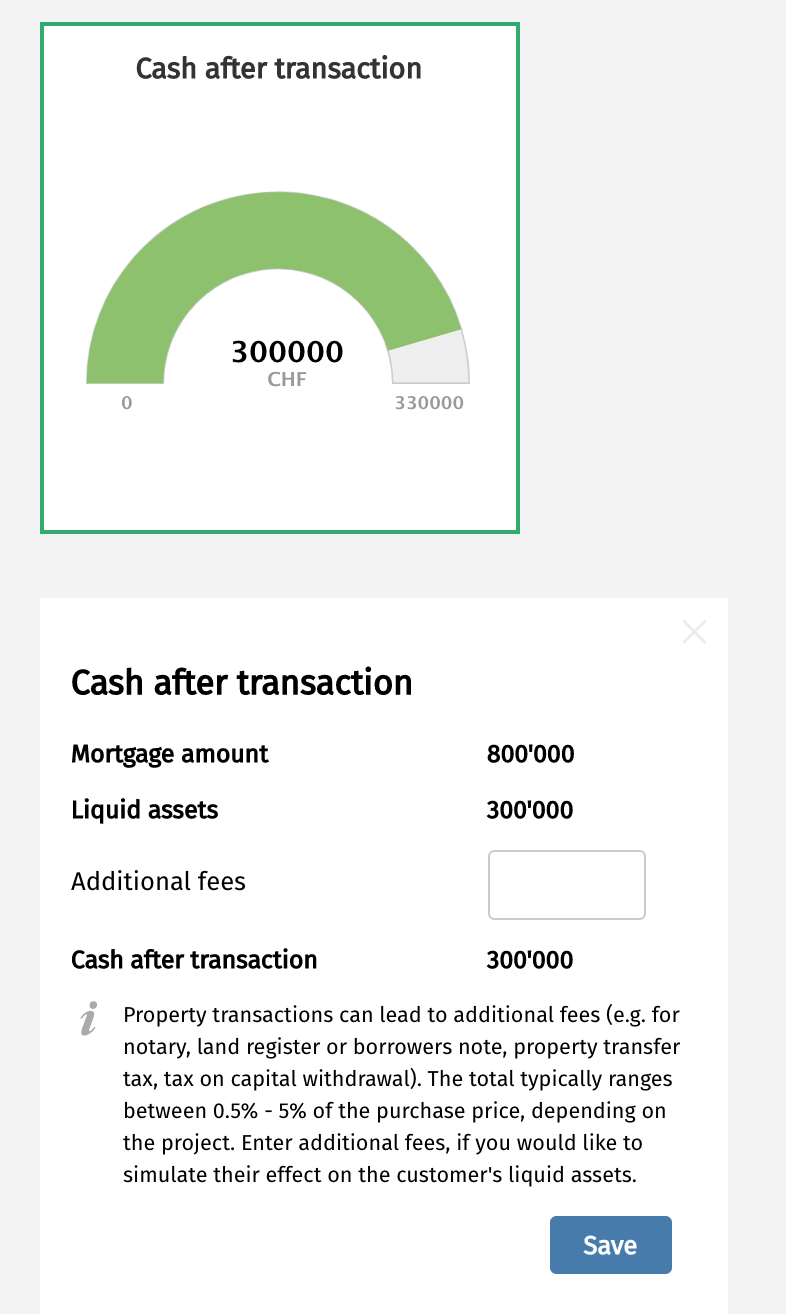 Cash after transaction
300000
CHF
0 330000
Cash after transaction
Mortgage amount 800'000
Liquid assets 300'000
Additional fees
Cash after transaction 300'000
i Property transactions can lead to additional fees (e.g. for
notary, land register or borrowers note, property transfer
tax, tax on capital withdrawal). The total typically ranges
between 0.5% - 5% of the purchase price, depending on
the project. Enter additional fees, if you would like to
simulate their effect on the customer's liquid assets.
Save